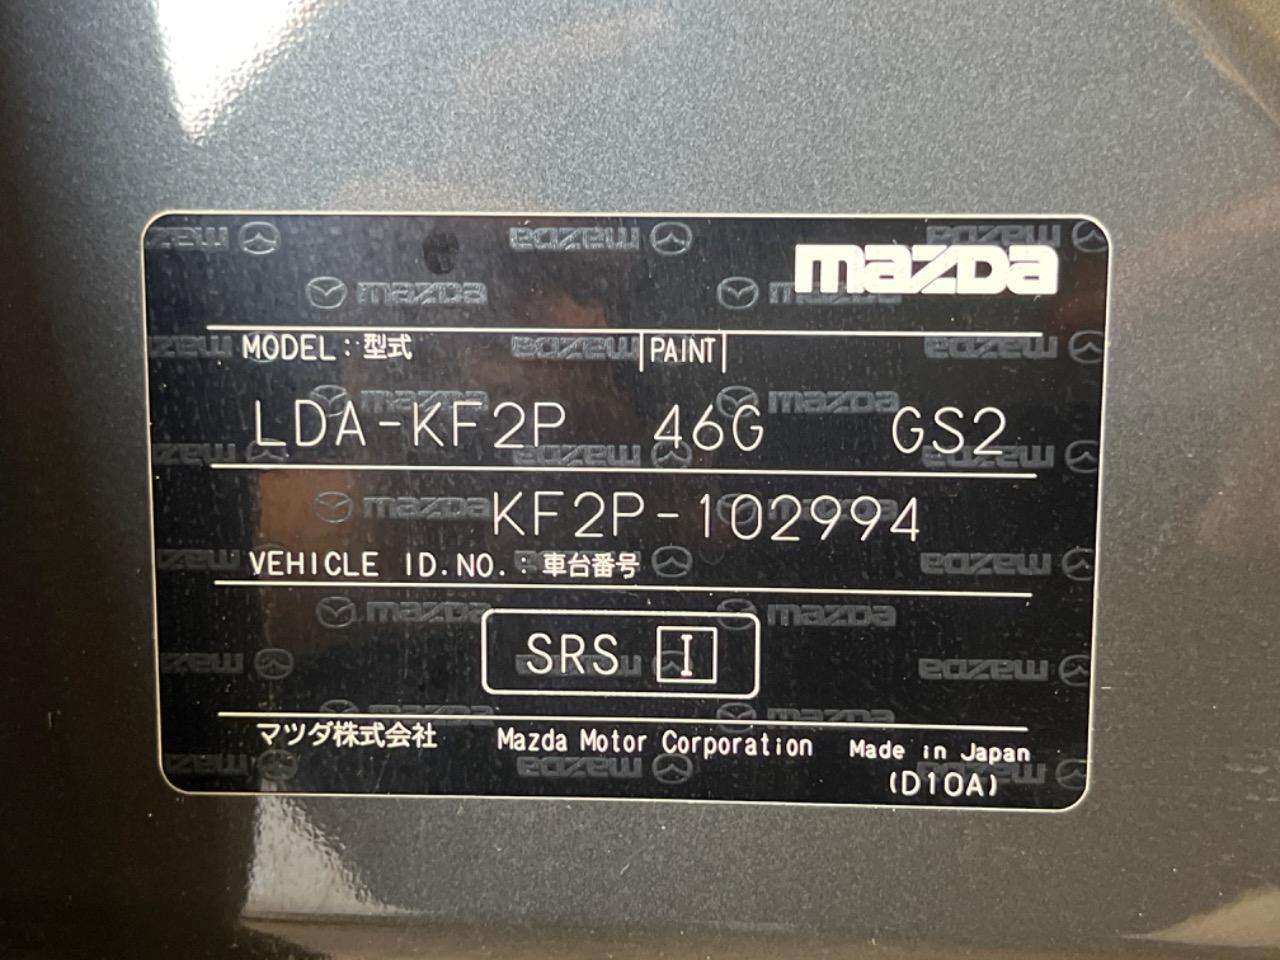 mazda
MODEL : 型式 PAINT
LDA-KF2P 46G GS2
KF2P-102994
VEHICLE ID.NO. : 車台番号
SRS I
マツダ株式会社 Mazda Motor Corporation Made in Japan
(D10A)